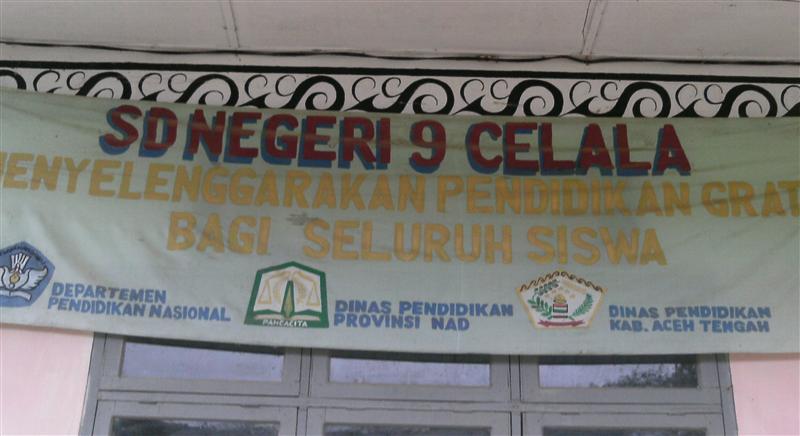 SD NEGERI 9 CELALA
MENYELENGGARAKAN PENDIDIKAN GRAT
BAGI SELURUH SISWA
DEPARTEMEN
PENDIDIKAN NASIONAL
PANCACITA
DINAS PENDIDIKAN
PROVINSI NAD
DINAS PENDIDIKAN
KAB. ACEH TENGAH